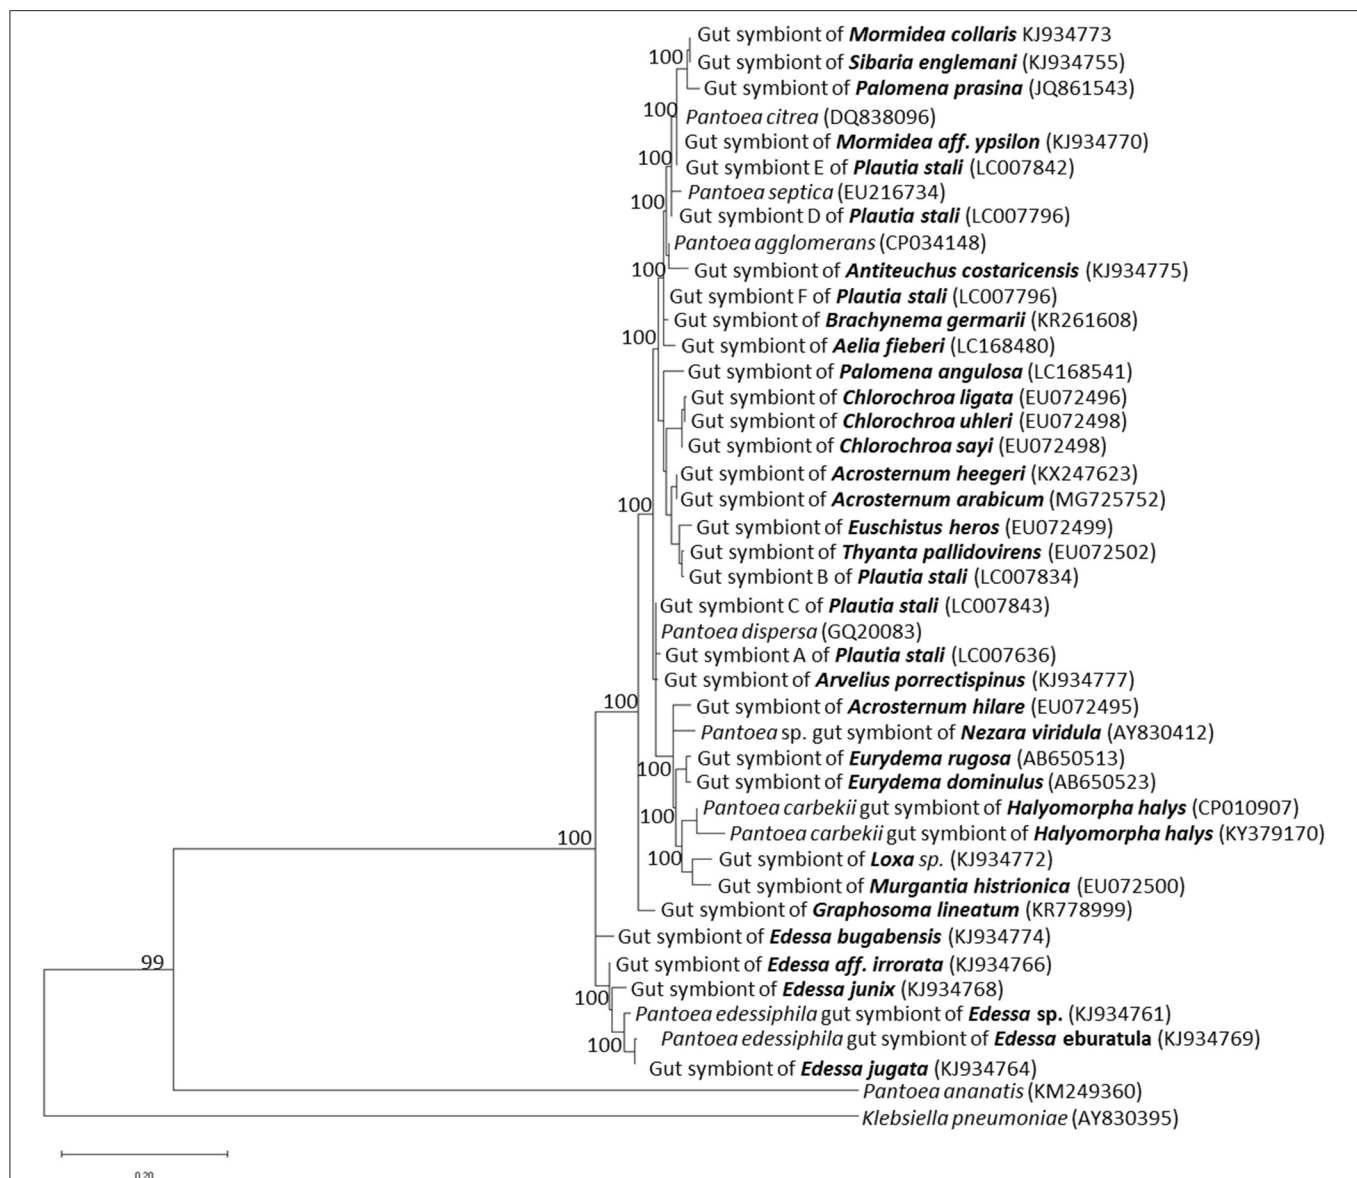 Gut symbiont of Mormidea collaris KJ934773
100
Gut symbiont of Sibaria englemani (KJ934755)
Gut symbiont of Palomena prasina (JQ861543)
100
Pantoea citrea (DQ838096)
Gut symbiont of Mormidea aff. ypsilon (KJ934770)
100
Gut symbiont E of Plautia stali (LC007842)
Pantoea septica (EU216734)
100
Gut symbiont D of Plautia stali (LC007796)
Pantoea agglomerans (CP034148)
100
Gut symbiont of Antiteuchus costaricensis (KJ934775)
Gut symbiont F of Plautia stali (LC007796)
Gut symbiont of Brachynema germarii (KR261608)
100
Gut symbiont of Aelia fieberi (LC168480)
Gut symbiont of Palomena angulosa (LC168541)
Gut symbiont of Chlorochroa ligata (EU072496)
Gut symbiont of Chlorochroa uhleri (EU072498)
Gut symbiont of Chlorochroa sayi (EU072498)
Gut symbiont of Acrosternum heegeri (KX247623)
Gut symbiont of Acrosternum arabicum (MG725752)
100
Gut symbiont of Euschistus heros (EU072499)
Gut symbiont of Thyanta pallidovirens (EU072502)
Gut symbiont B of Plautia stali (LC007834)
Gut symbiont C of Plautia stali (LC007843)
Pantoea dispersa (GQ20083)
Gut symbiont A of Plautia stali (LC007636)
Gut symbiont of Arvelius porrectispinus (KJ934777)
100
Gut symbiont of Acrosternum hilare (EU072495)
Pantoea sp. gut symbiont of Nezara viridula (AY830412)
Gut symbiont of Eurydema rugosa (AB650513)
100
Gut symbiont of Eurydema dominulus (AB650523)
Pantoea carbekii gut symbiont of Halyomorpha halys (CP010907)
100
Pantoea carbekii gut symbiont of Halyomorpha halys (KY379170)
100
100
Gut symbiont of Loxa sp. (KJ934772)
Gut symbiont of Murgantia histrionica (EU072500)
Gut symbiont of Graphosoma lineatum (KR778999)
Gut symbiont of Edessa bugabensis (KJ934774)
99
Gut symbiont of Edessa aff. irrorata (KJ934766)
Gut symbiont of Edessa junix (KJ934768)
100
Pantoea edessiphila gut symbiont of Edessa sp. (KJ934761)
Pantoea edessiphila gut symbiont of Edessa eburatula (KJ934769)
100
Gut symbiont of Edessa jugata (KJ934764)
Pantoea ananatis (KM249360)
Klebsiella pneumoniae (AY830395)
0.20